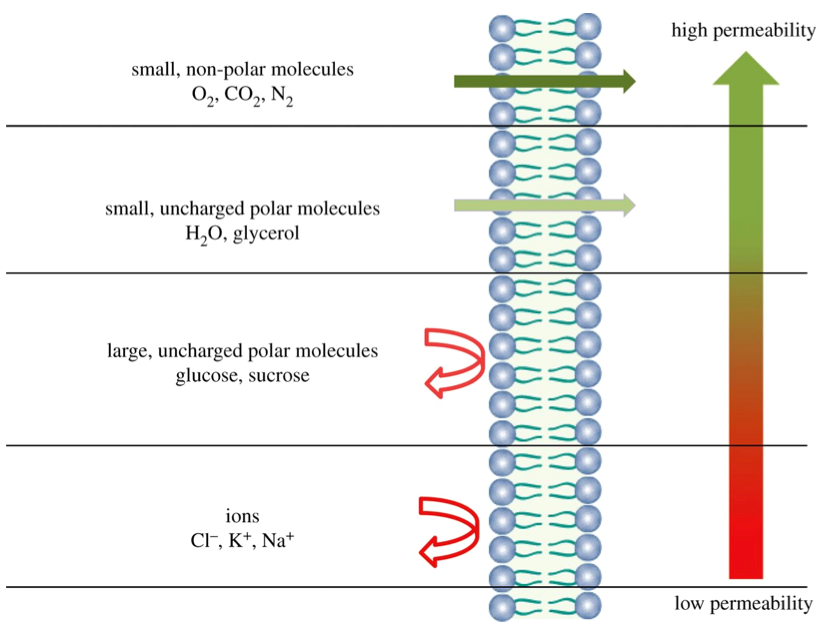 high permeability
small, non-polar molecules
O₂, CO₂, N₂
small, uncharged polar molecules
H₂O, glycerol
large, uncharged polar molecules
glucose, sucrose
ions
Cl⁻, K⁺, Na⁺
low permeability